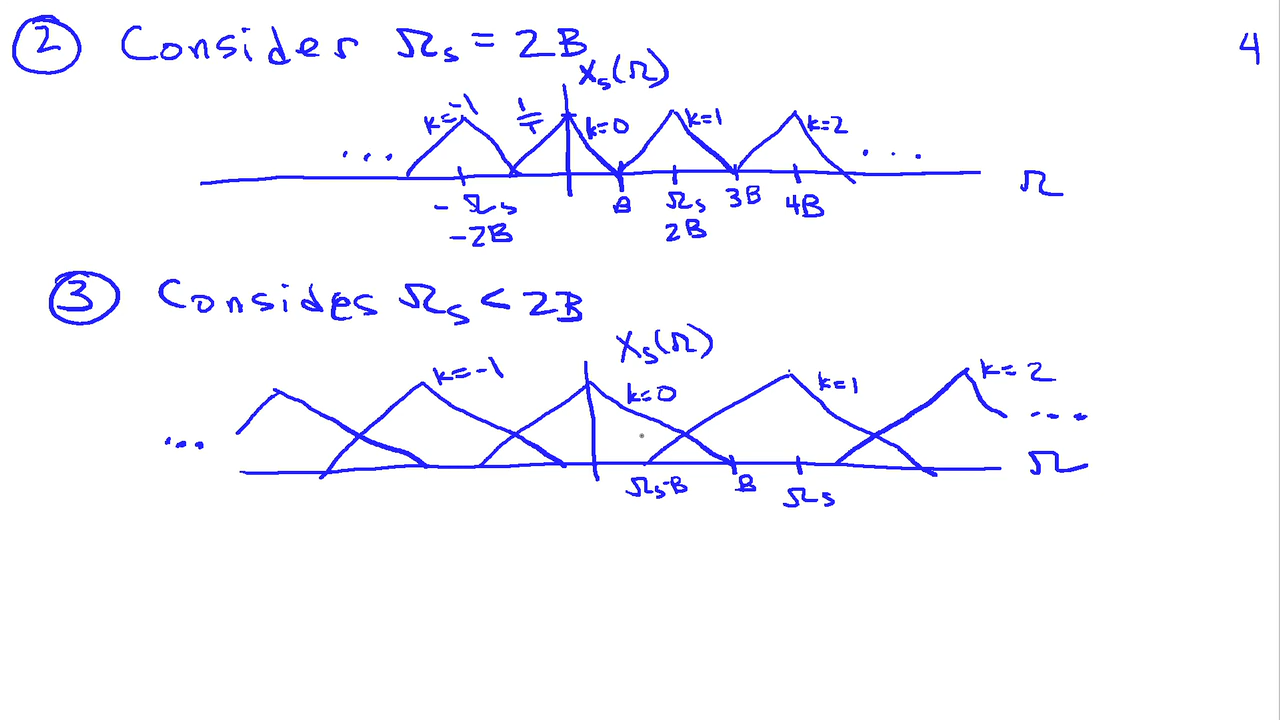 ② Consider Ωs = 2B
4
Xs(Ω)
k=-1 1/T k=0 k=1 k=2
... ...
-Ωs B Ωs 3B 4B Ω
-2B 2B
③ Consides Ωs < 2B
Xs(Ω)
k=-1 k=0 k=1 k=2
... ...
Ω
Ωs-B B Ωs